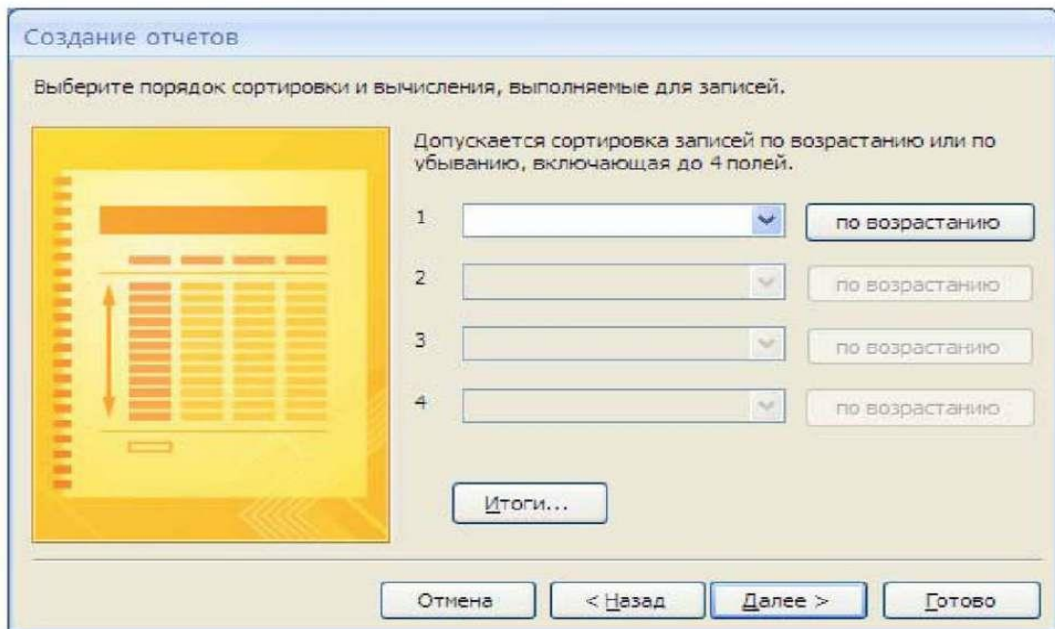 Создание отчетов
Выберите порядок сортировки и вычисления, выполняемые для записей.
Допускается сортировка записей по возрастанию или по
убыванию, включающая до 4 полей.
1 по возрастанию
2 по возрастанию
3 по возрастанию
4 по возрастанию
Итоги...
Отмена < Назад Далее > Готово